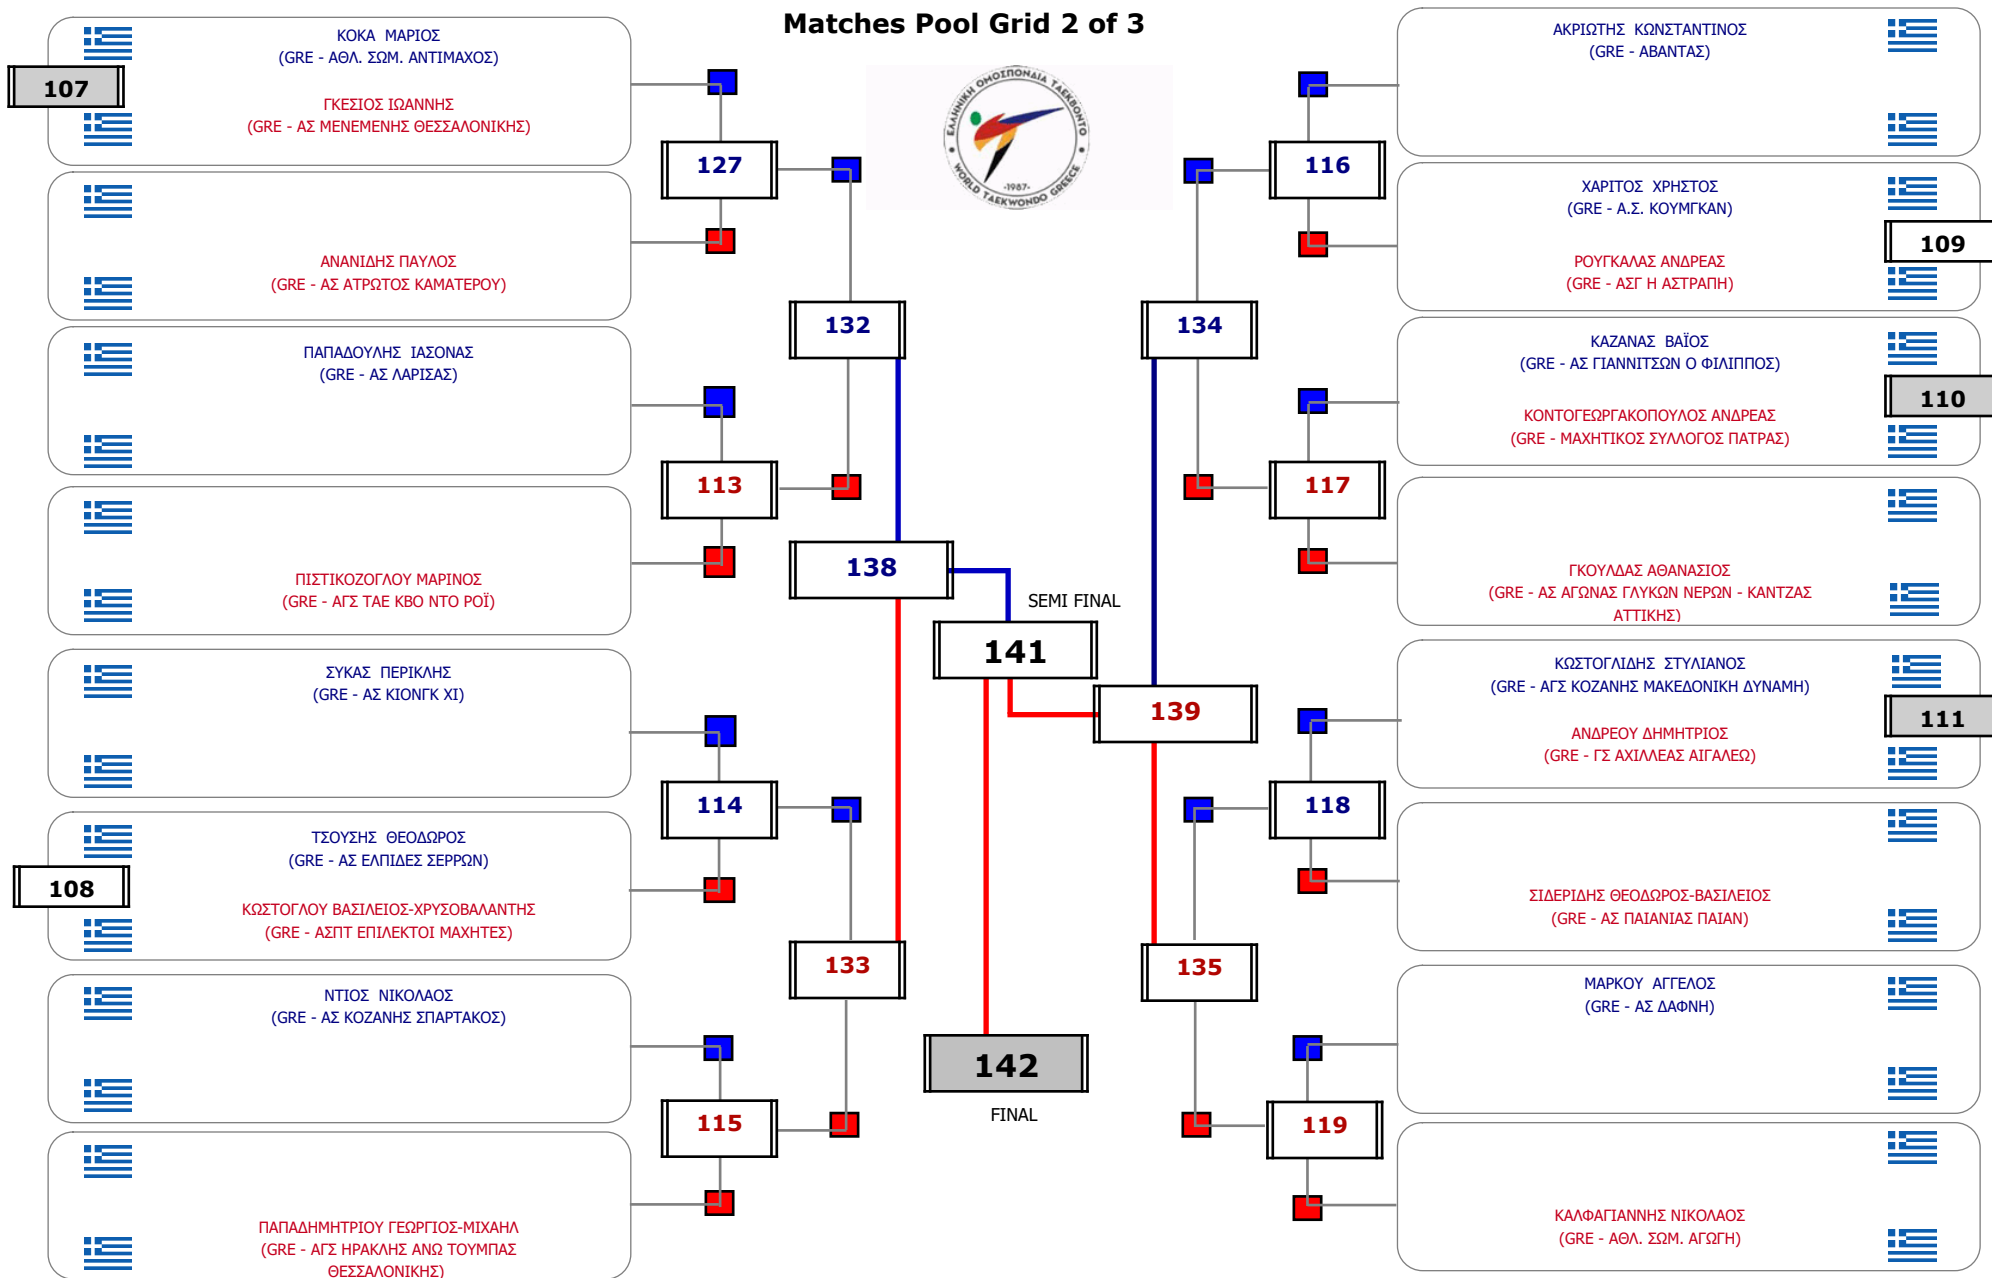 Matches Pool Grid 2 of 3
ΕΛΛΗΝΙΚΗ ΟΜΟΣΠΟΝΔΙΑ ΤΑΕΚΒΟΝΤΟ
-1987-
WORLD TAEKWONDO GREECE
ΚΟΚΑ ΜΑΡΙΟΣ
(GRE - ΑΘΛ. ΣΩΜ. ΑΝΤΙΜΑΧΟΣ)
107
ΓΚΕΣΙΟΣ ΙΩΑΝΝΗΣ
(GRE - ΑΣ ΜΕΝΕΜΕΝΗΣ ΘΕΣΣΑΛΟΝΙΚΗΣ)
127
ΑΝΑΝΙΔΗΣ ΠΑΥΛΟΣ
(GRE - ΑΣ ΑΤΡΩΤΟΣ ΚΑΜΑΤΕΡΟΥ)
132
ΠΑΠΑΔΟΥΛΗΣ ΙΑΣΟΝΑΣ
(GRE - ΑΣ ΛΑΡΙΣΑΣ)
113
ΠΙΣΤΙΚΟΖΟΓΛΟΥ ΜΑΡΙΝΟΣ
(GRE - ΑΓΣ ΤΑΕ ΚΒΟ ΝΤΟ ΡΟΪ)
138
ΣΥΚΑΣ ΠΕΡΙΚΛΗΣ
(GRE - ΑΣ ΚΙΟΝΓΚ ΧΙ)
114
ΤΣΟΥΣΗΣ ΘΕΟΔΩΡΟΣ
(GRE - ΑΣ ΕΛΠΙΔΕΣ ΣΕΡΡΩΝ)
108
ΚΩΣΤΟΓΛΟΥ ΒΑΣΙΛΕΙΟΣ-ΧΡΥΣΟΒΑΛΑΝΤΗΣ
(GRE - ΑΣΠΤ ΕΠΙΛΕΚΤΟΙ ΜΑΧΗΤΕΣ)
133
ΝΤΙΟΣ ΝΙΚΟΛΑΟΣ
(GRE - ΑΣ ΚΟΖΑΝΗΣ ΣΠΑΡΤΑΚΟΣ)
115
ΠΑΠΑΔΗΜΗΤΡΙΟΥ ΓΕΩΡΓΙΟΣ-ΜΙΧΑΗΛ
(GRE - ΑΓΣ ΗΡΑΚΛΗΣ ΑΝΩ ΤΟΥΜΠΑΣ
ΘΕΣΣΑΛΟΝΙΚΗΣ)
SEMI FINAL
141
142
FINAL
ΑΚΡΙΩΤΗΣ ΚΩΝΣΤΑΝΤΙΝΟΣ
(GRE - ΑΒΑΝΤΑΣ)
116
ΧΑΡΙΤΟΣ ΧΡΗΣΤΟΣ
(GRE - Α.Σ. ΚΟΥΜΓΚΑΝ)
109
ΡΟΥΓΚΑΛΑΣ ΑΝΔΡΕΑΣ
(GRE - ΑΣΓ Η ΑΣΤΡΑΠΗ)
134
ΚΑΖΑΝΑΣ ΒΑΪΟΣ
(GRE - ΑΣ ΓΙΑΝΝΙΤΣΩΝ Ο ΦΙΛΙΠΠΟΣ)
110
ΚΟΝΤΟΓΕΩΡΓΑΚΟΠΟΥΛΟΣ ΑΝΔΡΕΑΣ
(GRE - ΜΑΧΗΤΙΚΟΣ ΣΥΛΛΟΓΟΣ ΠΑΤΡΑΣ)
117
ΓΚΟΥΛΔΑΣ ΑΘΑΝΑΣΙΟΣ
(GRE - ΑΣ ΑΓΩΝΑΣ ΓΛΥΚΩΝ ΝΕΡΩΝ - ΚΑΝΤΖΑΣ
ΑΤΤΙΚΗΣ)
139
ΚΩΣΤΟΓΛΙΔΗΣ ΣΤΥΛΙΑΝΟΣ
(GRE - ΑΓΣ ΚΟΖΑΝΗΣ ΜΑΚΕΔΟΝΙΚΗ ΔΥΝΑΜΗ)
111
ΑΝΔΡΕΟΥ ΔΗΜΗΤΡΙΟΣ
(GRE - ΓΣ ΑΧΙΛΛΕΑΣ ΑΙΓΑΛΕΩ)
118
ΣΙΔΕΡΙΔΗΣ ΘΕΟΔΩΡΟΣ-ΒΑΣΙΛΕΙΟΣ
(GRE - ΑΣ ΠΑΙΑΝΙΑΣ ΠΑΙΑΝ)
135
ΜΑΡΚΟΥ ΑΓΓΕΛΟΣ
(GRE - ΑΣ ΔΑΦΝΗ)
119
ΚΑΛΦΑΓΙΑΝΝΗΣ ΝΙΚΟΛΑΟΣ
(GRE - ΑΘΛ. ΣΩΜ. ΑΓΩΓΗ)